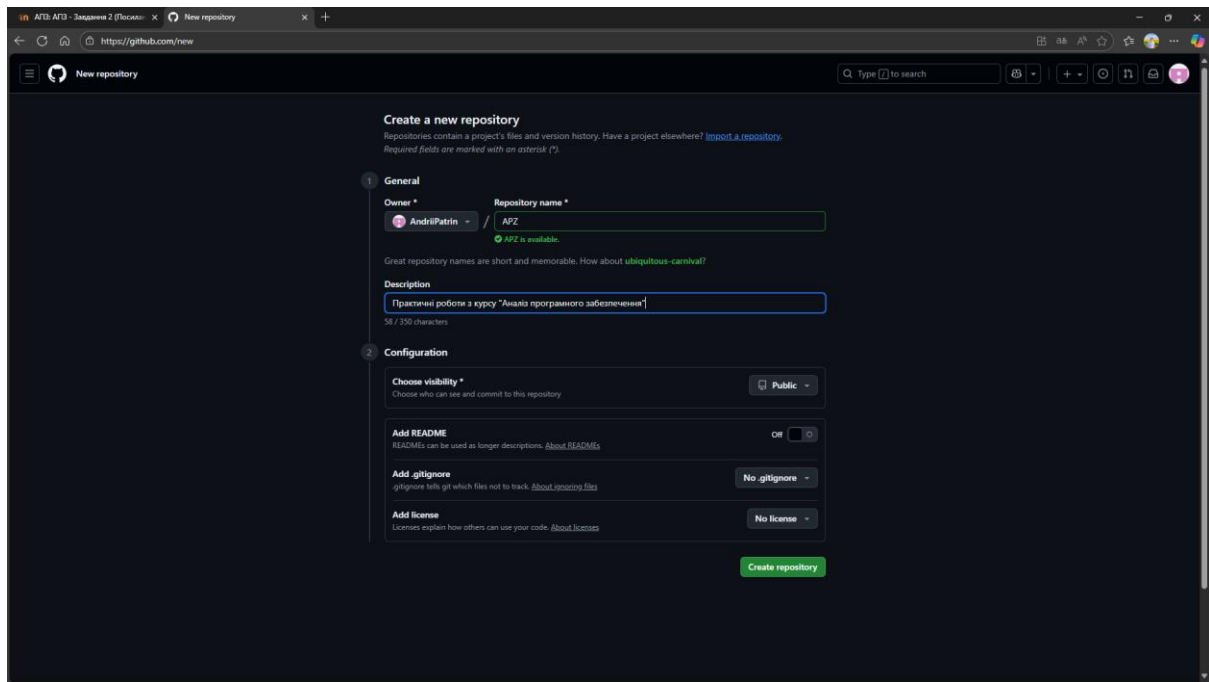 АПЗ: АПЗ - Завдання 2 (Посила
New repository
https://github.com/new
New repository
Type / to search
Create a new repository
Repositories contain a project's files and version history. Have a project elsewhere? Import a repository.
Required fields are marked with an asterisk (*).
1 General
Owner * Repository name *
AndriiPatrin / APZ
APZ is available.
Great repository names are short and memorable. How about ubiquitous-carnival?
Description
Практичні роботи з курсу "Аналіз програмного забезпечення"
58 / 350 characters
2 Configuration
Choose visibility * Public
Choose who can see and commit to this repository
Add README Off
READMEs can be used as longer descriptions. About READMEs
Add .gitignore No .gitignore
.gitignore tells git which files not to track. About ignoring files
Add license No license
Licenses explain how others can use your code. About licenses
Create repository